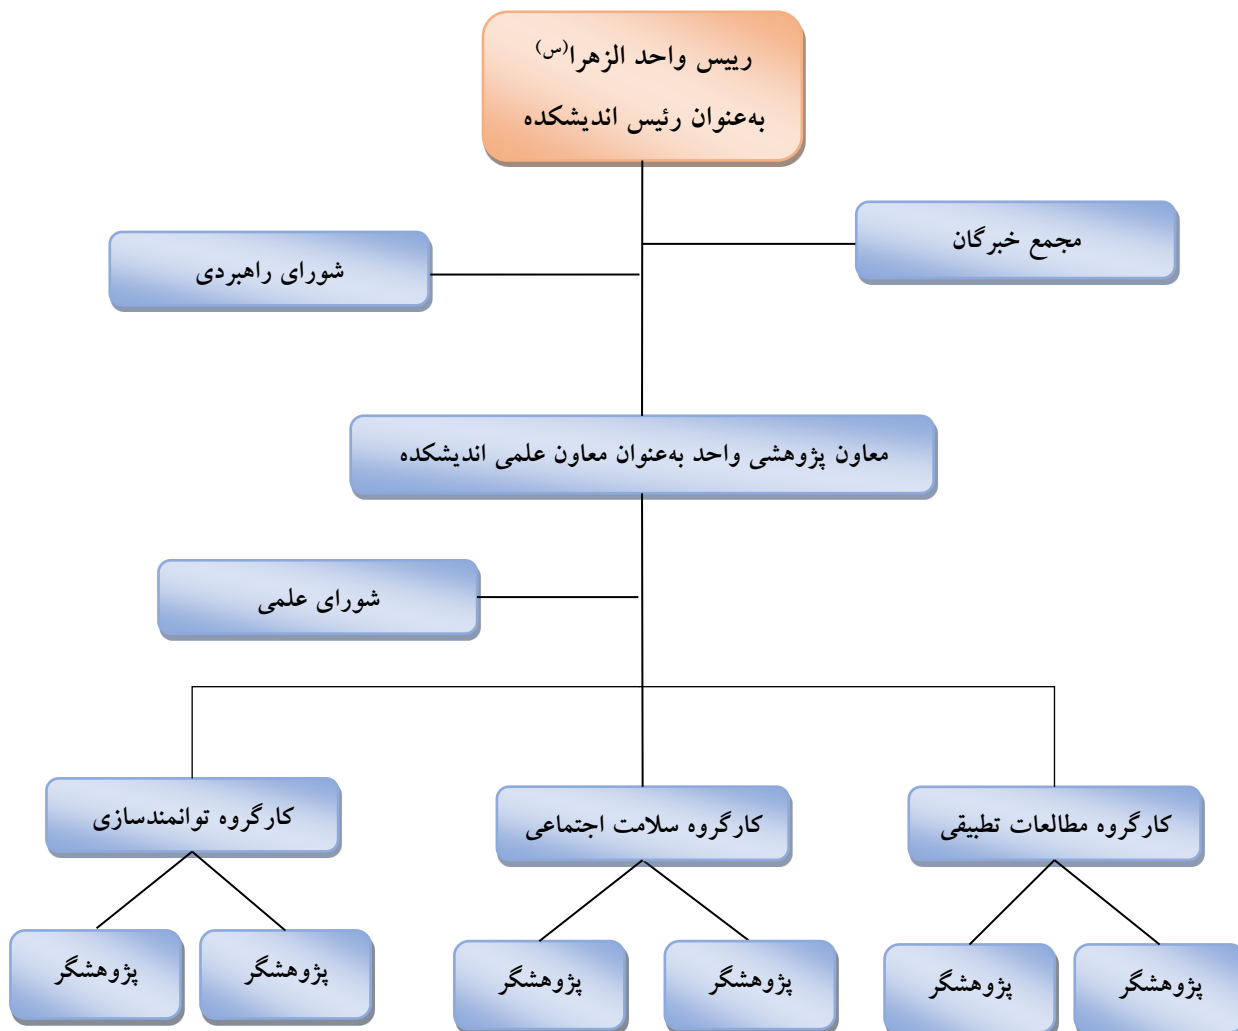 رییس واحد الزهرا(س)
به‌عنوان رئیس اندیشکده
مجمع خبرگان
شورای راهبردی
معاون پژوهشی واحد به‌عنوان معاون علمی اندیشکده
شورای علمی
کارگروه مطالعات تطبیقی
کارگروه سلامت اجتماعی
کارگروه توانمندسازی
پژوهشگر
پژوهشگر
پژوهشگر
پژوهشگر
پژوهشگر
پژوهشگر